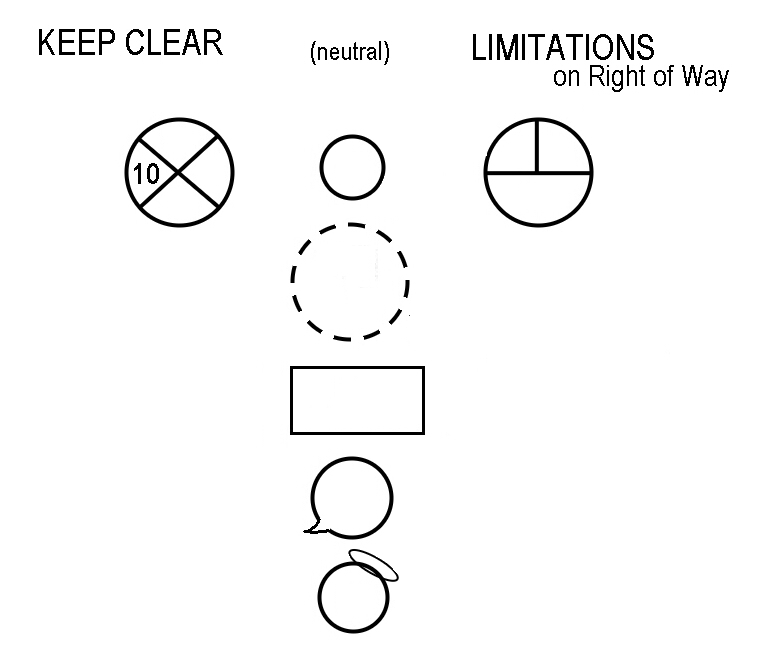 KEEP CLEAR
(neutral)
LIMITATIONS
on Right of Way
10